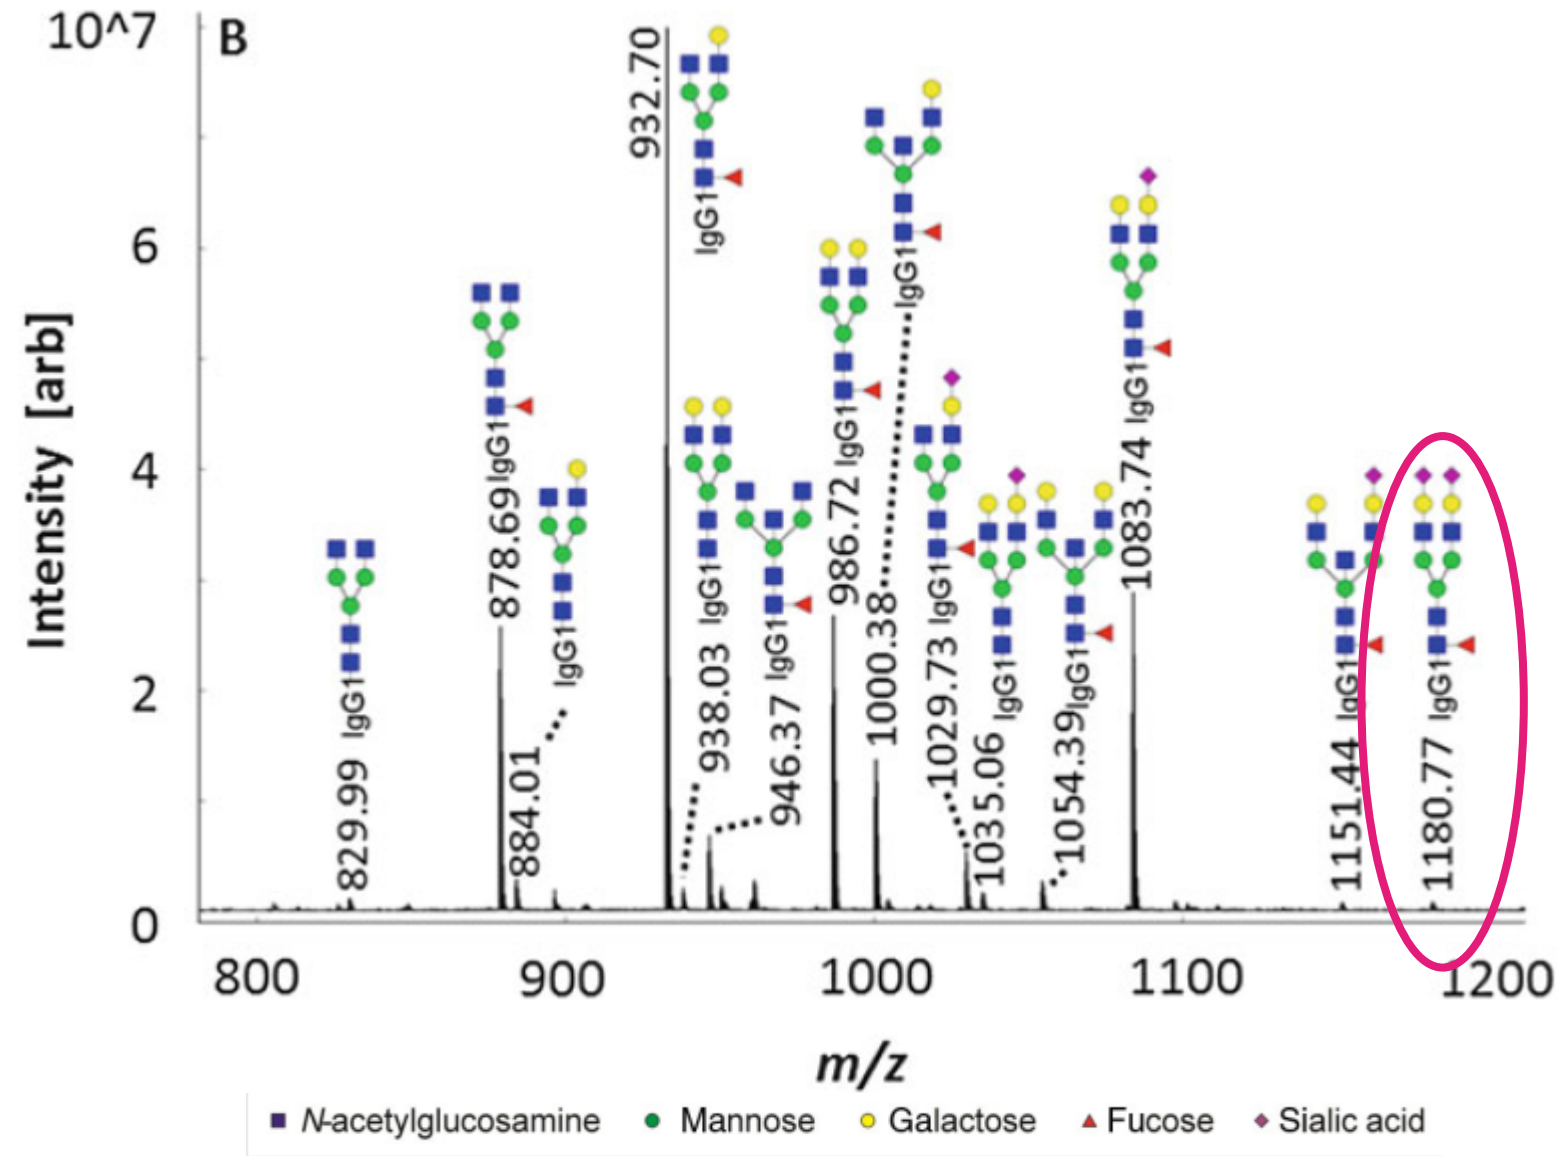 10^7
B
6
4
2
0
Intensity [arb]
829.99 IgG1
878.69 IgG1
884.01
IgG1
932.70
IgG1
938.03 IgG1
946.37 IgG1
986.72 IgG1
1000.38
IgG1
1029.73 IgG1
1035.06 IgG1
1054.39 IgG1
1083.74 IgG1
1151.44 IgG1
1180.77 IgG1
800 900 1000 1100 1200
m/z
N-acetylglucosamine Mannose Galactose Fucose Sialic acid